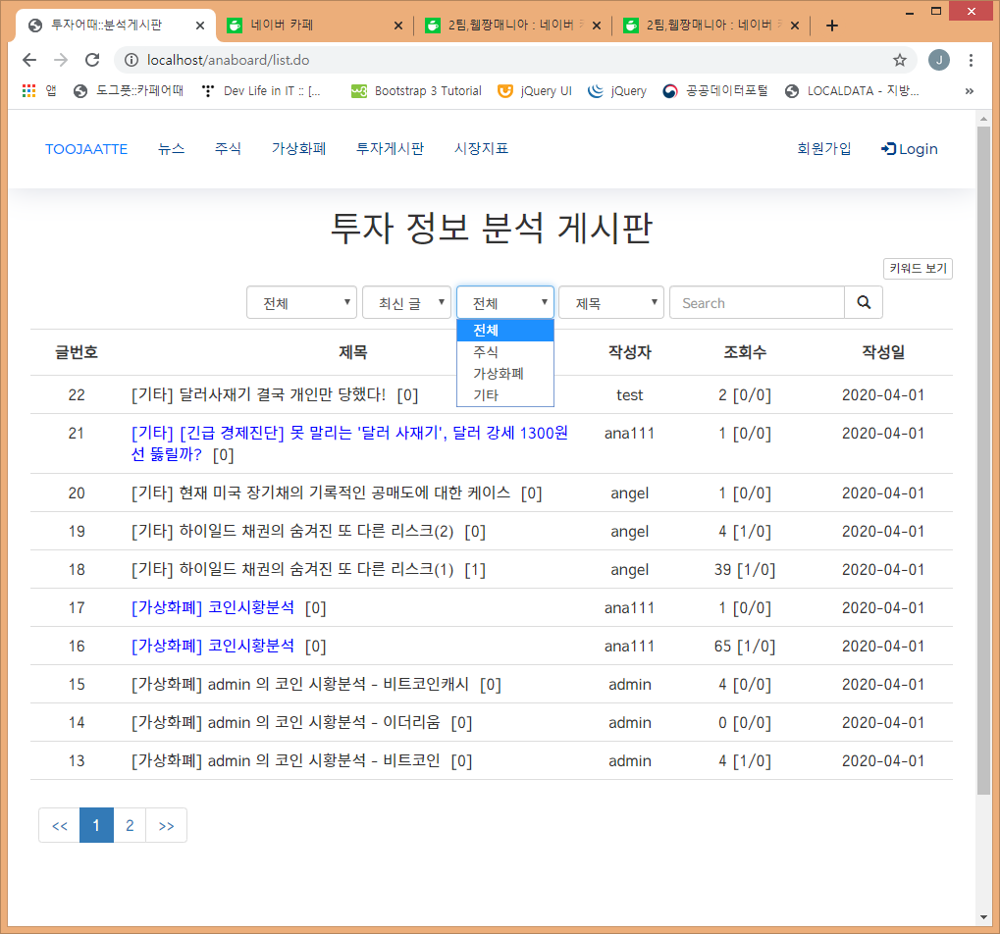 투자어때::분석게시판
네이버 카페
2팀,웹짱매니아 : 네이버
2팀,웹짱매니아 : 네이버
localhost/anaboard/list.do
J
앱 도그풋::카페어때 Dev Life in IT :: [... Bootstrap 3 Tutorial jQuery UI jQuery 공공데이터포털 LOCALDATA - 지방... »
TOOJAATTE 뉴스 주식 가상화폐 투자게시판 시장지표 회원가입 Login
투자 정보 분석 게시판
키워드 보기
전체 최신 글 전체 제목 Search
전체
주식
가상화폐
기타
글번호 제목 작성자 조회수 작성일
22 [기타] 달러사재기 결국 개인만 당했다! [0] test 2 [0/0] 2020-04-01
21 [기타] [긴급 경제진단] 못 말리는 '달러 사재기', 달러 강세 1300원 ana111 1 [0/0] 2020-04-01
선 뚫릴까? [0]
20 [기타] 현재 미국 장기채의 기록적인 공매도에 대한 케이스 [0] angel 1 [0/0] 2020-04-01
19 [기타] 하이일드 채권의 숨겨진 또 다른 리스크(2) [0] angel 4 [1/0] 2020-04-01
18 [기타] 하이일드 채권의 숨겨진 또 다른 리스크(1) [1] angel 39 [1/0] 2020-04-01
17 [가상화폐] 코인시황분석 [0] ana111 1 [0/0] 2020-04-01
16 [가상화폐] 코인시황분석 [0] ana111 65 [1/0] 2020-04-01
15 [가상화폐] admin 의 코인 시황분석 - 비트코인캐시 [0] admin 4 [0/0] 2020-04-01
14 [가상화폐] admin 의 코인 시황분석 - 이더리움 [0] admin 0 [0/0] 2020-04-01
13 [가상화폐] admin 의 코인 시황분석 - 비트코인 [0] admin 4 [1/0] 2020-04-01
<< 1 2 >>